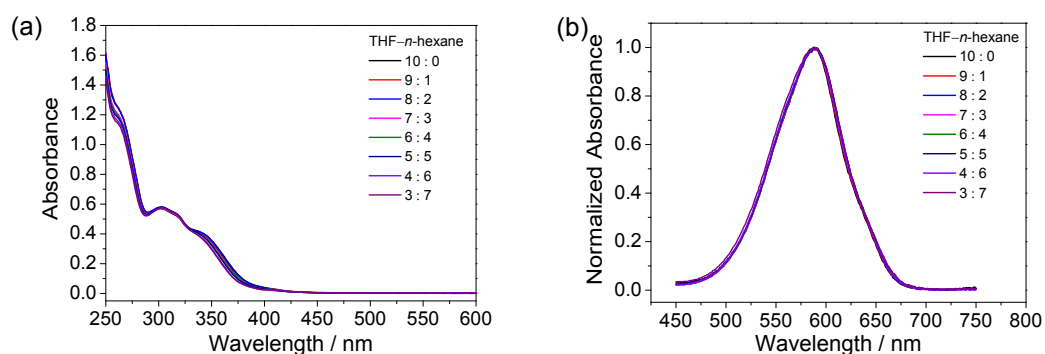 (a)
1.8
1.6
1.4
1.2
1.0
0.8
0.6
0.4
0.2
0.0
Absorbance
250 300 350 400 450 500 550 600
Wavelength / nm
THF–n-hexane
10 : 0
9 : 1
8 : 2
7 : 3
6 : 4
5 : 5
4 : 6
3 : 7
(b)
1.0
0.8
0.6
0.4
0.2
0.0
Normalized Absorbance
450 500 550 600 650 700 750 800
Wavelength / nm
THF–n-hexane
10 : 0
9 : 1
8 : 2
7 : 3
6 : 4
5 : 5
4 : 6
3 : 7